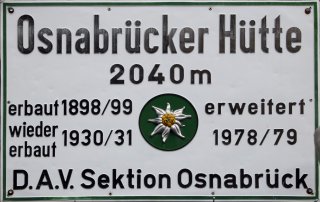 Osnabrücker Hütte
2040m
erbaut 1898/99 erweitert
wieder erbaut 1930/31 1978/79
D.A.V. Sektion Osnabrück